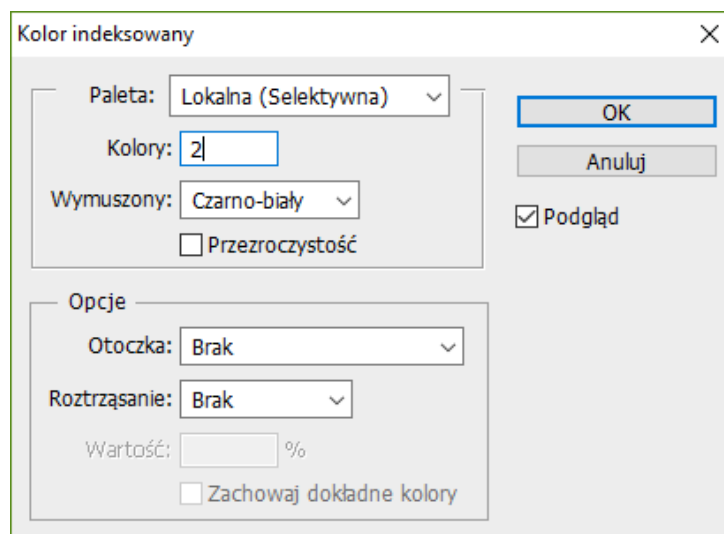 Kolor indeksowany
Paleta: Lokalna (Selektywna)
OK
Kolory: 2
Anuluj
Wymuszony: Czarno-biały
Podgląd
Przezroczystość
Opcje
Otoczka: Brak
Roztrząsanie: Brak
Wartość: %
Zachowaj dokładne kolory